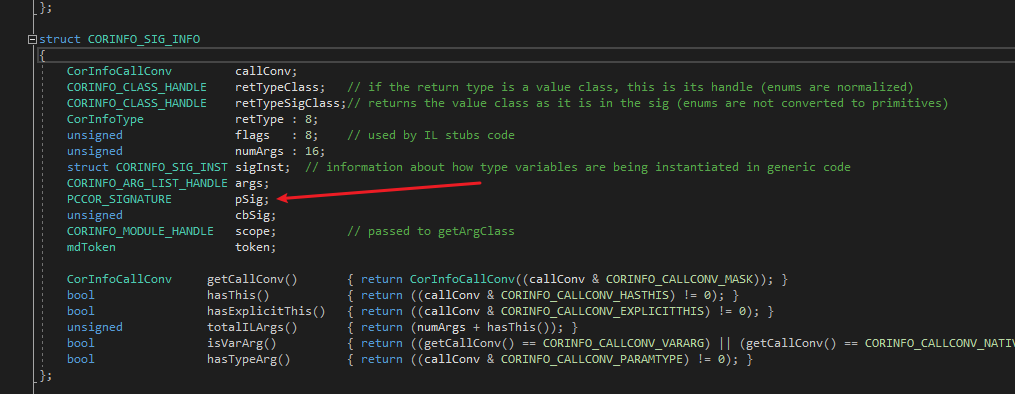 };
struct CORINFO_SIG_INFO
{
CorInfoCallConv callConv;
CORINFO_CLASS_HANDLE retTypeClass; // if the return type is a value class, this is its handle (enums are normalized)
CORINFO_CLASS_HANDLE retTypeSigClass;// returns the value class as it is in the sig (enums are not converted to primitives)
CorInfoType retType : 8;
unsigned flags : 8; // used by IL stubs code
unsigned numArgs : 16;
struct CORINFO_SIG_INST sigInst; // information about how type variables are being instantiated in generic code
CORINFO_ARG_LIST_HANDLE args;
PCCOR_SIGNATURE pSig;
unsigned cbSig;
CORINFO_MODULE_HANDLE scope; // passed to getArgClass
mdToken token;
CorInfoCallConv getCallConv() { return CorInfoCallConv((callConv & CORINFO_CALLCONV_MASK)); }
bool hasThis() { return ((callConv & CORINFO_CALLCONV_HASTHIS) != 0); }
bool hasExplicitThis() { return ((callConv & CORINFO_CALLCONV_EXPLICITTHIS) != 0); }
unsigned totalILArgs() { return (numArgs + hasThis()); }
bool isVarArg() { return ((getCallConv() == CORINFO_CALLCONV_VARARG) || (getCallConv() == CORINFO_CALLCONV_NATIV
bool hasTypeArg() { return ((callConv & CORINFO_CALLCONV_PARAMTYPE) != 0); }
};